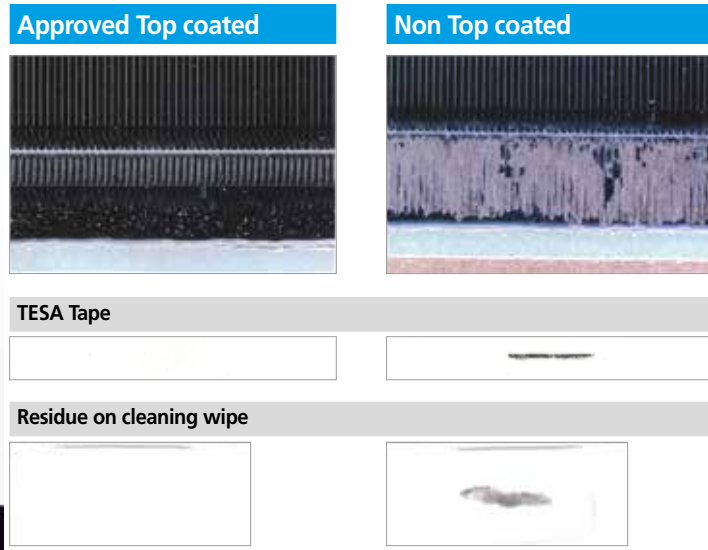 Approved Top coated
Non Top coated
TESA Tape
Residue on cleaning wipe